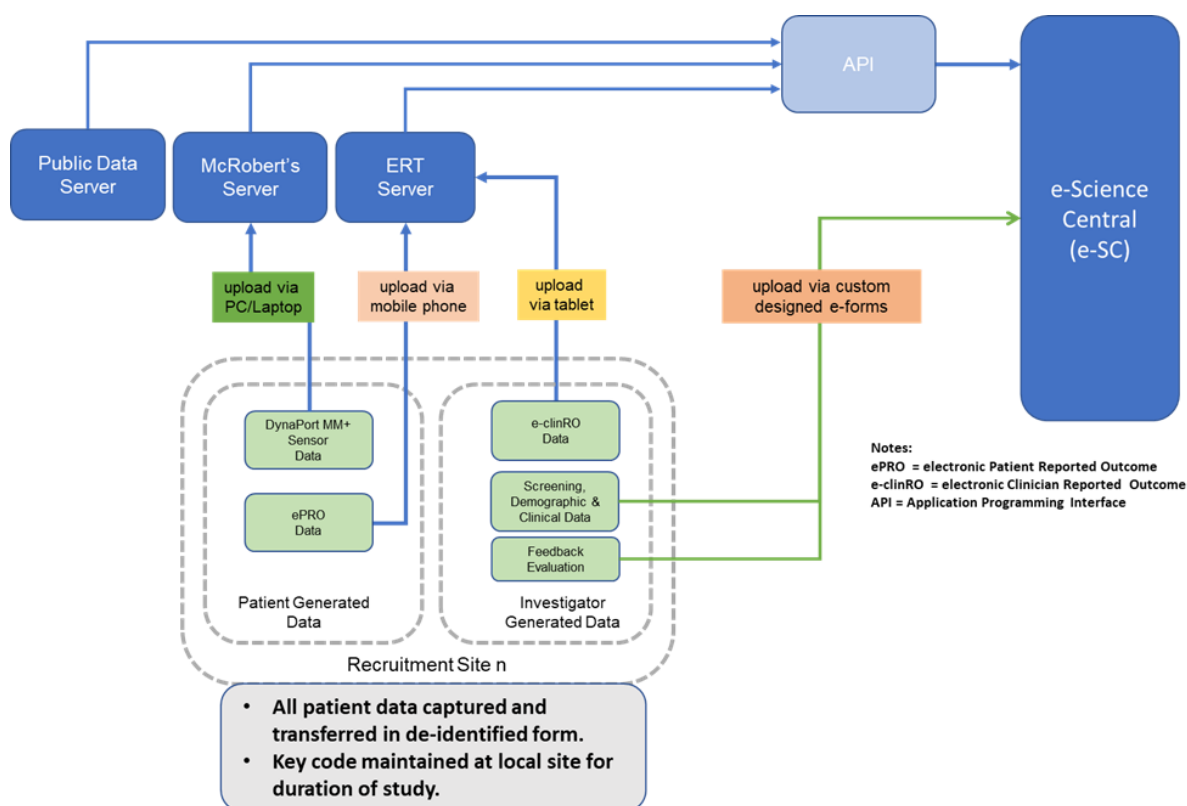 API
Public Data
Server
McRobert's
Server
ERT
Server
e-Science
Central
(e-SC)
upload via
PC/Laptop
upload via
mobile phone
upload
via tablet
upload via custom
designed e-forms
DynaPort MM+
Sensor
Data
ePRO
Data
Patient Generated
Data
e-clinRO
Data
Screening,
Demographic &
Clinical Data
Feedback
Evaluation
Investigator
Generated Data
Recruitment Site n
Notes:
ePRO = electronic Patient Reported Outcome
e-clinRO = electronic Clinician Reported Outcome
API = Application Programming Interface
• All patient data captured and
transferred in de-identified form.
• Key code maintained at local site for
duration of study.